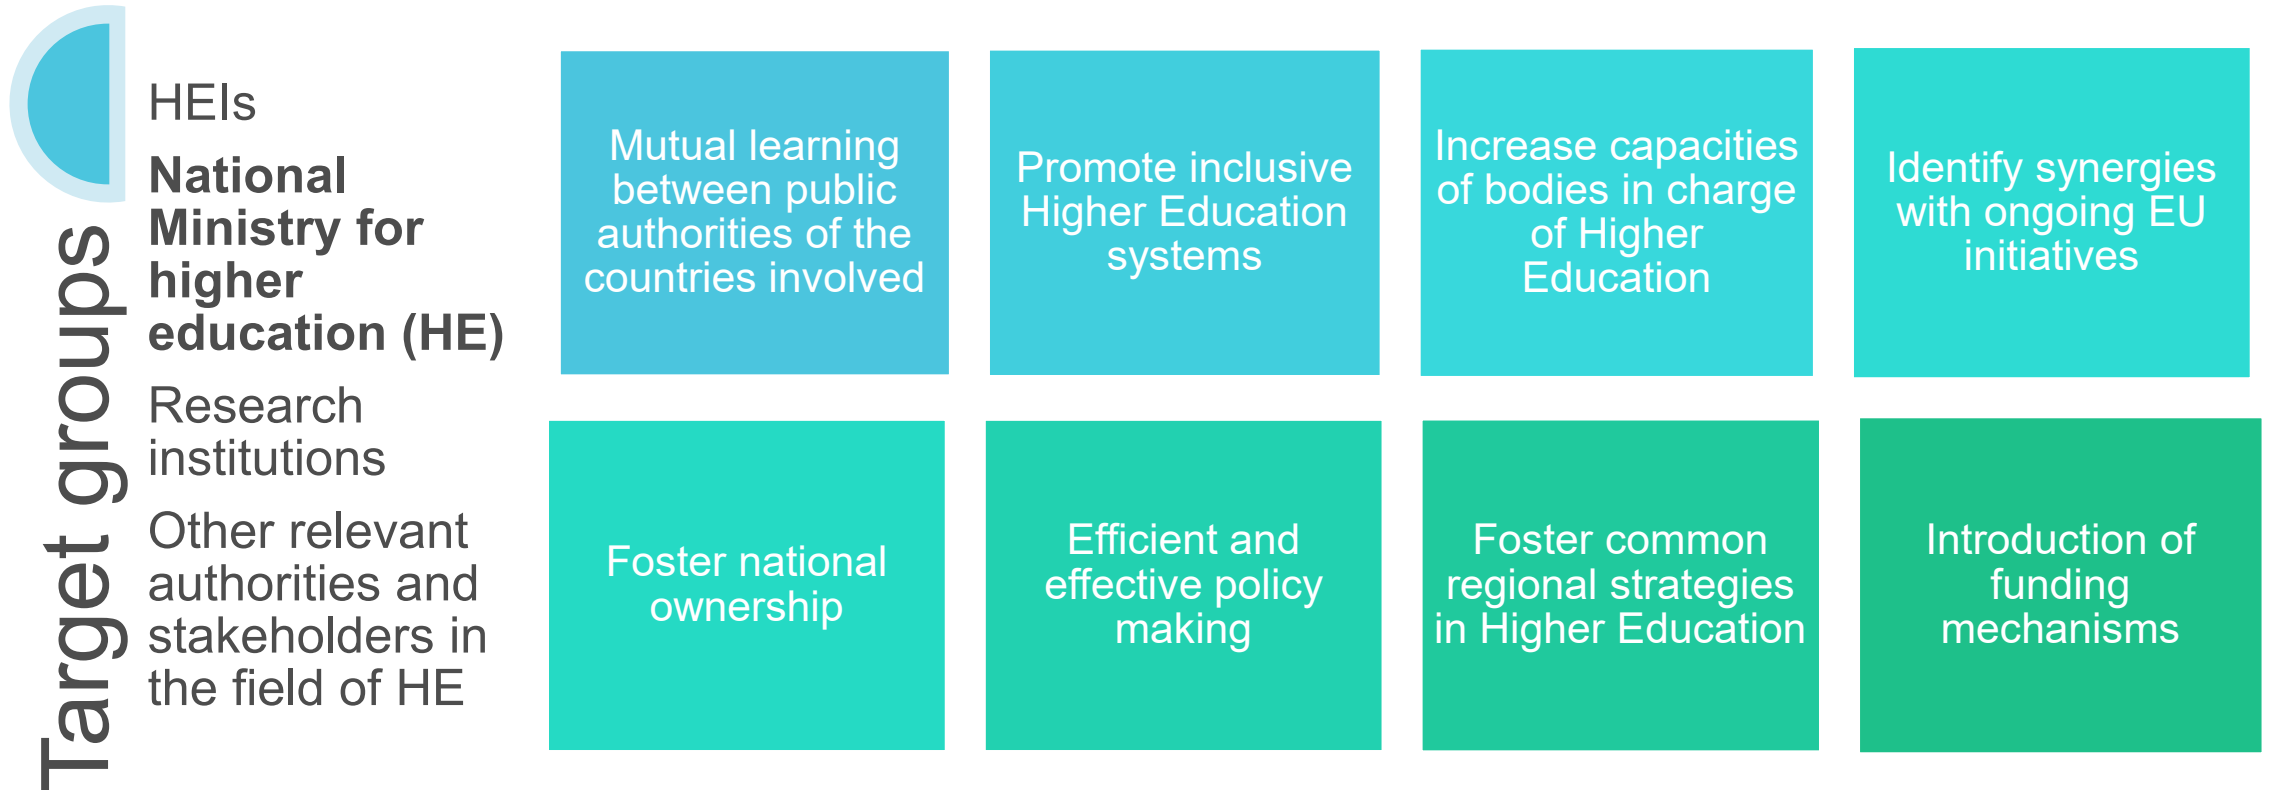 Target groups
HEIs
National
Ministry for
higher
education (HE)
Research
institutions
Other relevant
authorities and
stakeholders in
the field of HE
Mutual learning
between public
authorities of the
countries involved
Promote inclusive
Higher Education
systems
Increase capacities
of bodies in charge
of Higher
Education
Identify synergies
with ongoing EU
initiatives
Foster national
ownership
Efficient and
effective policy
making
Foster common
regional strategies
in Higher Education
Introduction of
funding
mechanisms